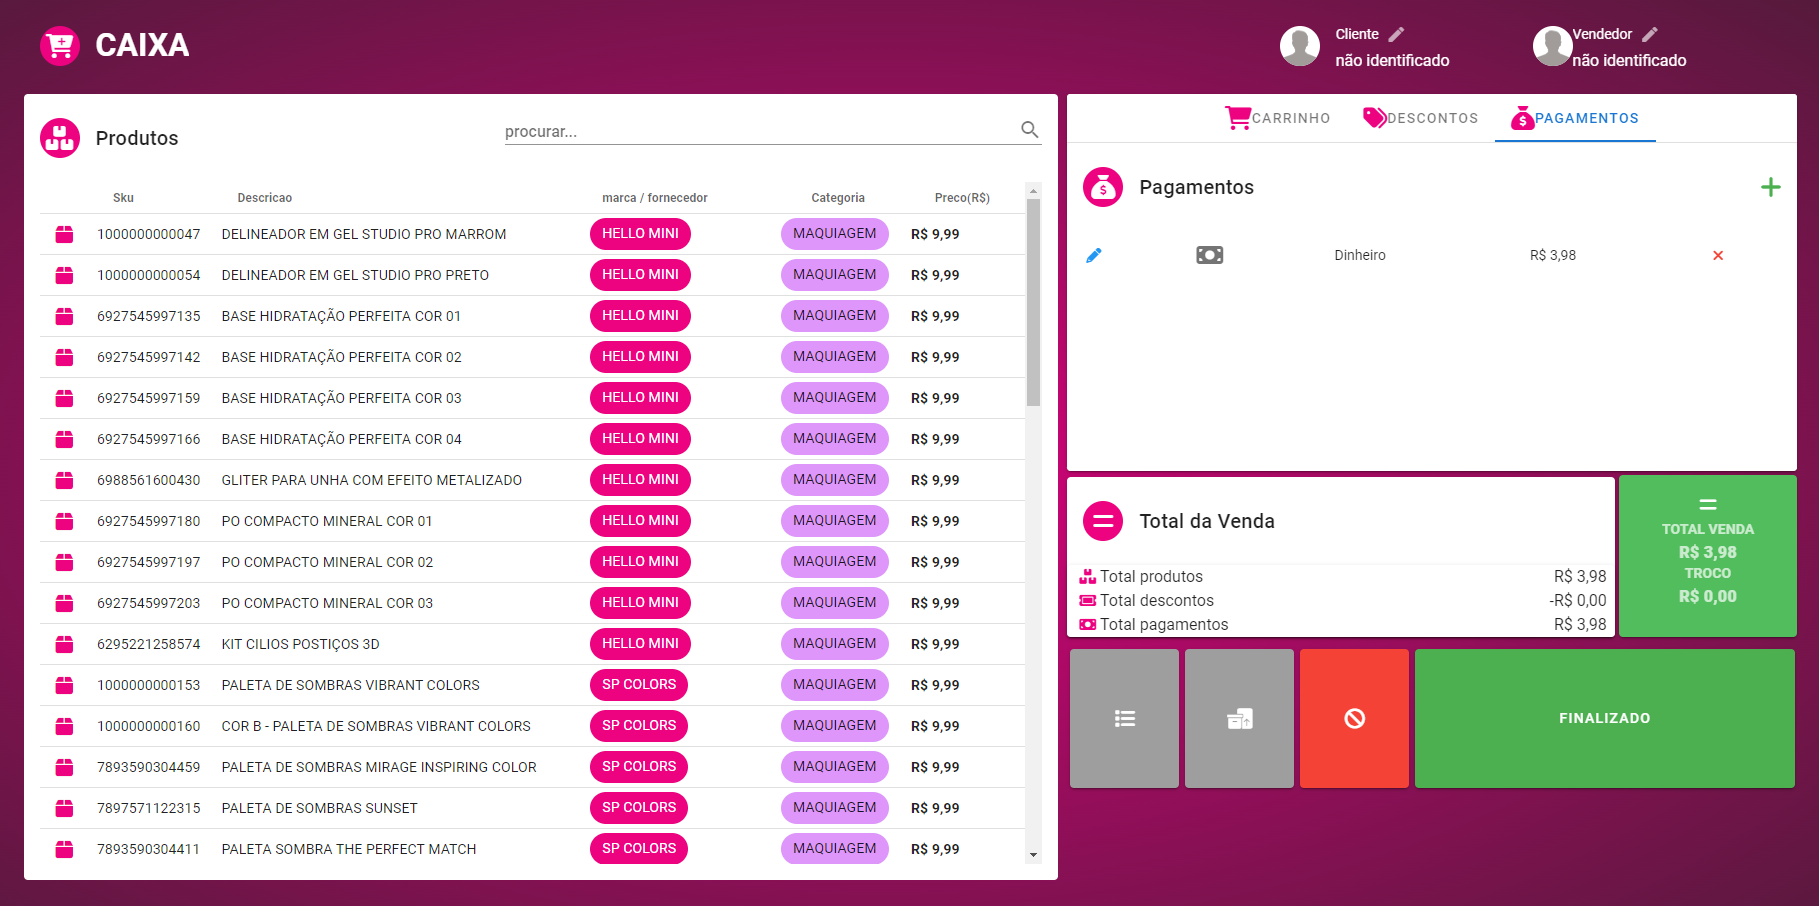 CAIXA
Cliente
não identificado
Vendedor
não identificado
Produtos
procurar...
Sku Descricao marca / fornecedor Categoria Preco(R$)
1000000000047 DELINEADOR EM GEL STUDIO PRO MARROM HELLO MINI MAQUIAGEM R$ 9,99
1000000000054 DELINEADOR EM GEL STUDIO PRO PRETO HELLO MINI MAQUIAGEM R$ 9,99
6927545997135 BASE HIDRATAÇÃO PERFEITA COR 01 HELLO MINI MAQUIAGEM R$ 9,99
6927545997142 BASE HIDRATAÇÃO PERFEITA COR 02 HELLO MINI MAQUIAGEM R$ 9,99
6927545997159 BASE HIDRATAÇÃO PERFEITA COR 03 HELLO MINI MAQUIAGEM R$ 9,99
6927545997166 BASE HIDRATAÇÃO PERFEITA COR 04 HELLO MINI MAQUIAGEM R$ 9,99
6988561600430 GLITER PARA UNHA COM EFEITO METALIZADO HELLO MINI MAQUIAGEM R$ 9,99
6927545997180 PO COMPACTO MINERAL COR 01 HELLO MINI MAQUIAGEM R$ 9,99
6927545997197 PO COMPACTO MINERAL COR 02 HELLO MINI MAQUIAGEM R$ 9,99
6927545997203 PO COMPACTO MINERAL COR 03 HELLO MINI MAQUIAGEM R$ 9,99
6295221258574 KIT CILIOS POSTIÇOS 3D HELLO MINI MAQUIAGEM R$ 9,99
1000000000153 PALETA DE SOMBRAS VIBRANT COLORS SP COLORS MAQUIAGEM R$ 9,99
1000000000160 COR B - PALETA DE SOMBRAS VIBRANT COLORS SP COLORS MAQUIAGEM R$ 9,99
7893590304459 PALETA DE SOMBRAS MIRAGE INSPIRING COLOR SP COLORS MAQUIAGEM R$ 9,99
7897571122315 PALETA DE SOMBRAS SUNSET SP COLORS MAQUIAGEM R$ 9,99
7893590304411 PALETA SOMBRA THE PERFECT MATCH SP COLORS MAQUIAGEM R$ 9,99
CARRINHO DESCONTOS PAGAMENTOS
Pagamentos
Dinheiro R$ 3,98
Total da Venda
Total produtos R$ 3,98
Total descontos -R$ 0,00
Total pagamentos R$ 3,98
TOTAL VENDA
R$ 3,98
TROCO
R$ 0,00
FINALIZADO